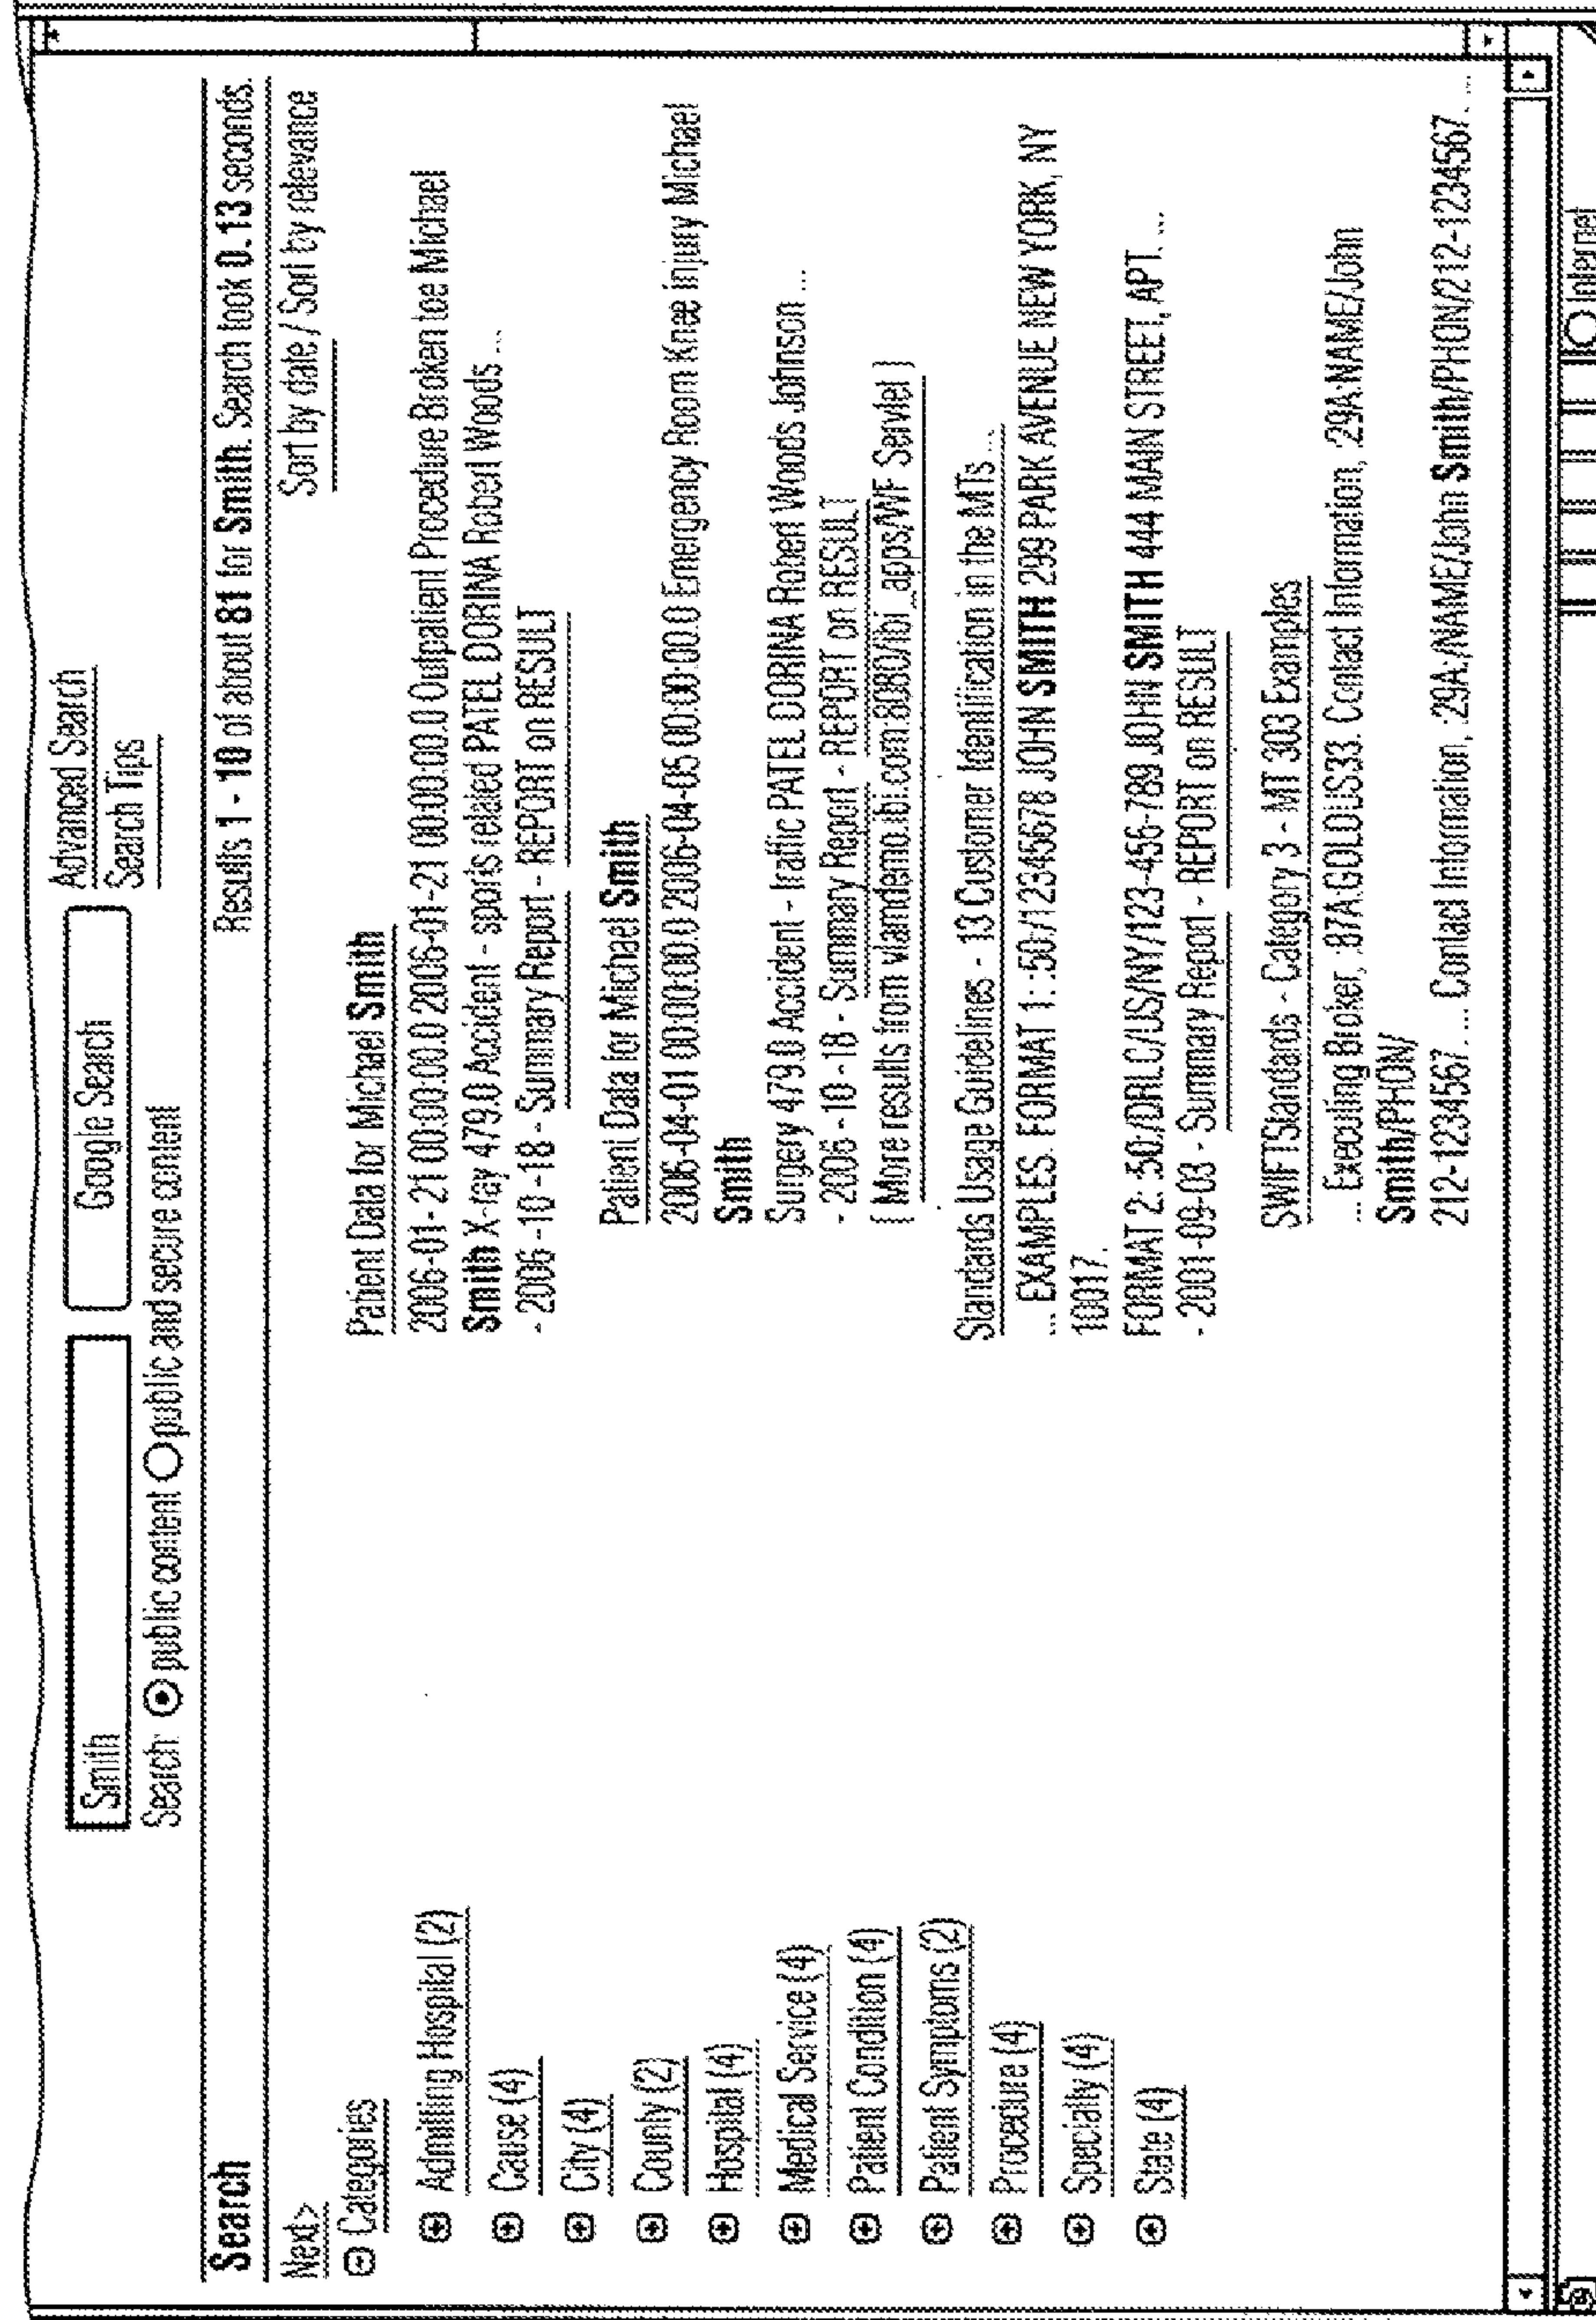 Smith
Google Search
Advanced Search
Search Tips
Search: public content public and secure content
Search
Results 1 - 10 of about 81 for Smith. Search took 0.13 seconds.
Next>
Sort by date / Sort by relevance
Categories
Admitting Hospital (2)
Cause (4)
City (4)
County (2)
Hospital (4)
Medical Service (4)
Patient Condition (4)
Patient Symptoms (2)
Procedure (4)
Specialty (4)
State (4)
Patient Data for Michael Smith
2006-01-21 00:00:00.0 2006-01-21 00:00:00.0 Outpatient Procedure Broken toe Michael
Smith X-ray 479.0 Accident - sports related PATEL DORINA Robert Woods ...
- 2006-10-18 - Summary Report - REPORT on RESULT
Patient Data for Michael Smith
2006-04-01 00:00:00.0 2006-04-05 00:00:00.0 Emergency Room Knee injury Michael
Smith
Surgery 479.0 Accident - traffic PATEL DORINA Robert Woods Johnson ...
- 2006-10-18 - Summary Report - REPORT on RESULT
[ More results from vlamdemo.ibi.com:8080/ibi_apps/WF Servlet ]
Standards Usage Guidelines - 13 Customer Identification in the MTs ...
... EXAMPLES. FORMAT 1: :50:/12345678 JOHN SMITH 299 PARK AVENUE NEW YORK, NY
10017.
FORMAT 2: :50:/DRLC/US/NY/123-456-789 JOHN SMITH 444 MAIN STREET, APT. ...
- 2001-09-03 - Summary Report - REPORT on RESULT
SWIFTStandards - Category 3 - MT 303 Examples
... Executing Broker, :87A:GOLDUS33. Contact Information, :29A:NAME/John
Smith/PHON/
212-1234567. ... Contact Information, :29A:/NAME/John Smith/PHON/212-1234567. ...
Internet